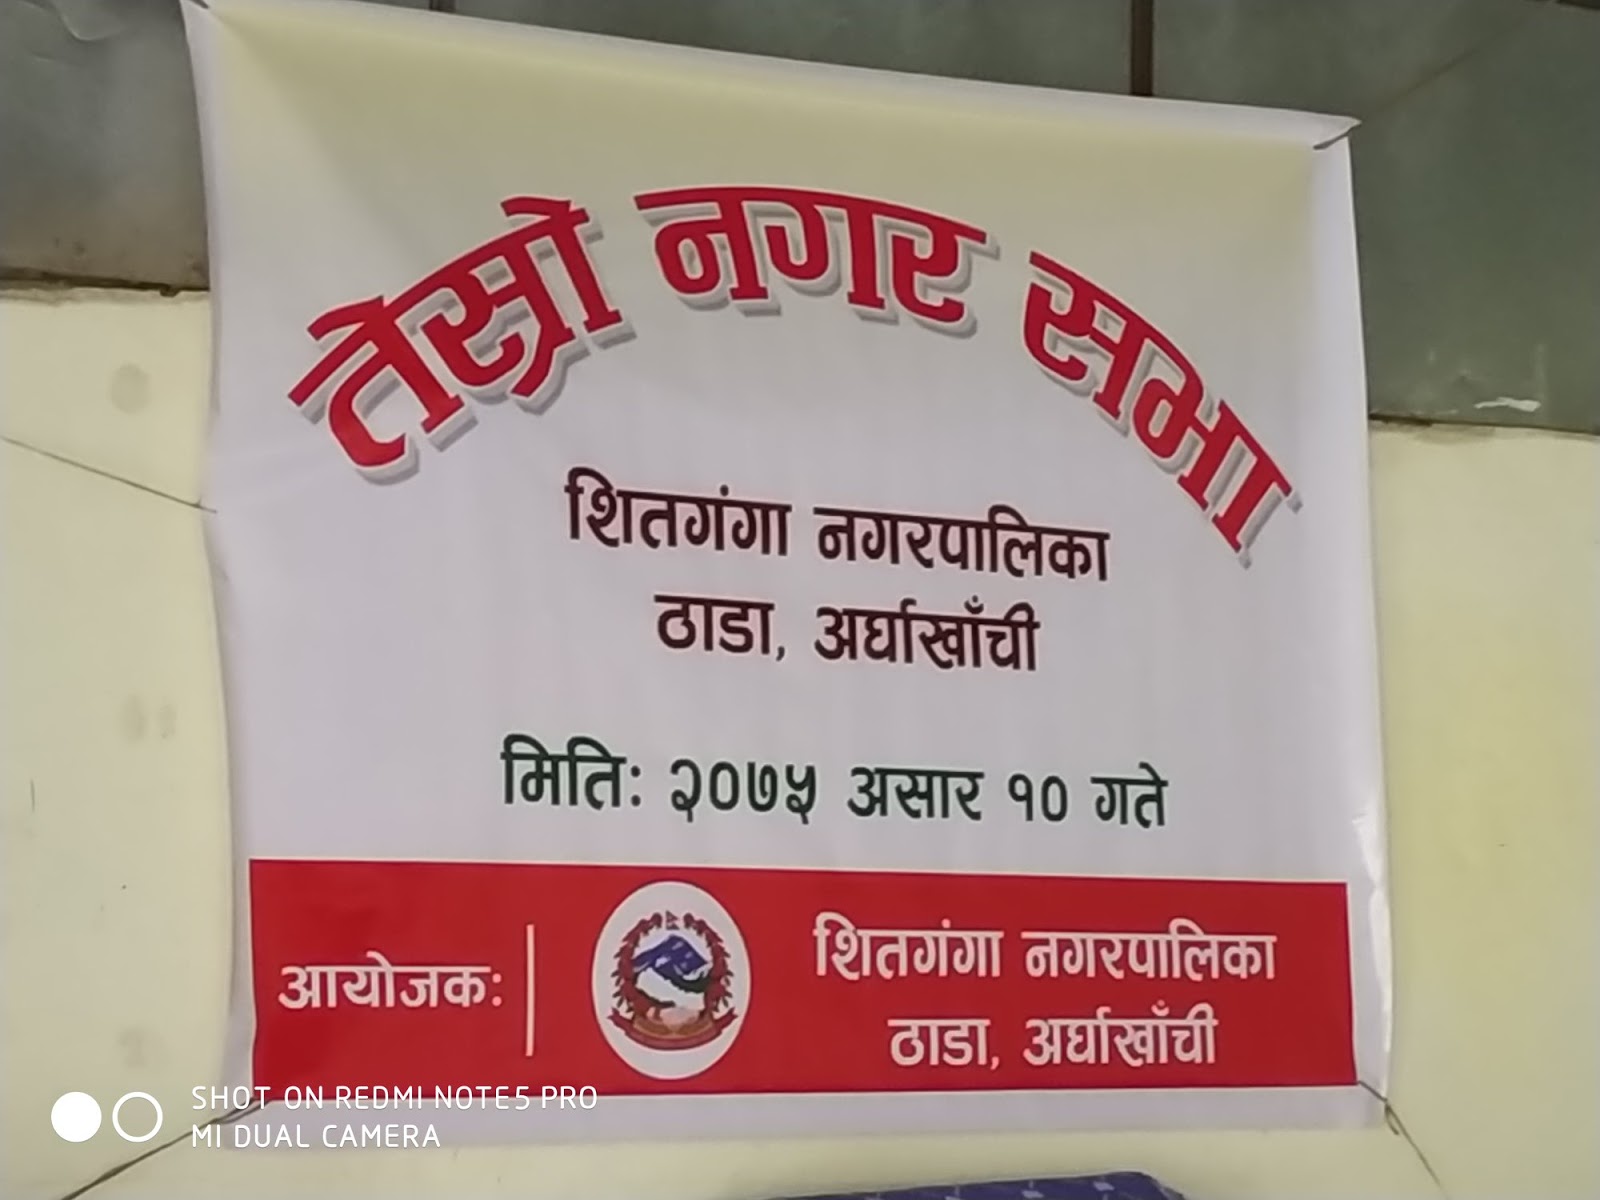 तेस्रो नगर सभा
शितगंगा नगरपालिका
ठाडा, अर्घाखाँची
मिति: २०७५ असार १० गते
आयोजक:
शितगंगा नगरपालिका
ठाडा, अर्घाखाँची
SHOT ON REDMI NOTE5 PRO
MI DUAL CAMERA